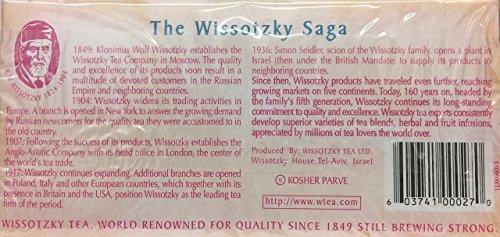 The Wissotzky Saga
K.Z. WISSOTZKY 1824-1904
1849: Klonimus Wolf Wissotzky establishes the
Wissotzky Tea Company in Moscow. The quality
and excellence of its products soon result in a
multitude of devoted customers in the Russian
Empire and neighboring countries.
1904: Wissotzky widens its trading activities in
Europe. A branch is opened in New York to answer the growing demand
by Russian newcomers for the quality tea they were accustomed to in
the old country.
1907: Following the success of its products, Wissotzky establishes the
Anglo-Asiatic Company with its head office in London, the center of
the world's tea trade.
1917: Wissotzky continues expanding. Additional branches are opened
in Poland, Italy and other European countries, which together with its
presence in Britain and the USA, position Wissotzky as the leading tea
firm of the period.
1936: Simon Seidler, scion of the Wissotzky family, opens a plant in
Israel (then under the British Mandate) to supply its products to
neighboring countries.
Since then, Wissotzky products have traveled even further, reaching
growing markets on five continents. Today, 160 years on, headed by
the family's fifth generation, Wissotzky continues its long-standing
commitment to quality and excellence. Wissotzky tea experts consistently
develop superior varieties of tea blends, herbal and fruit infusions,
appreciated by millions of tea lovers the world over.
Produced By: WISSOTZKY TEA LTD.
Wissotzky House, Tel-Aviv, Israel
KOSHER PARVE
http://www.wtea.com
6 03741 00027 0
WISSOTZKY TEA, WORLD RENOWNED FOR QUALITY SINCE 1849 STILL BREWING STRONG